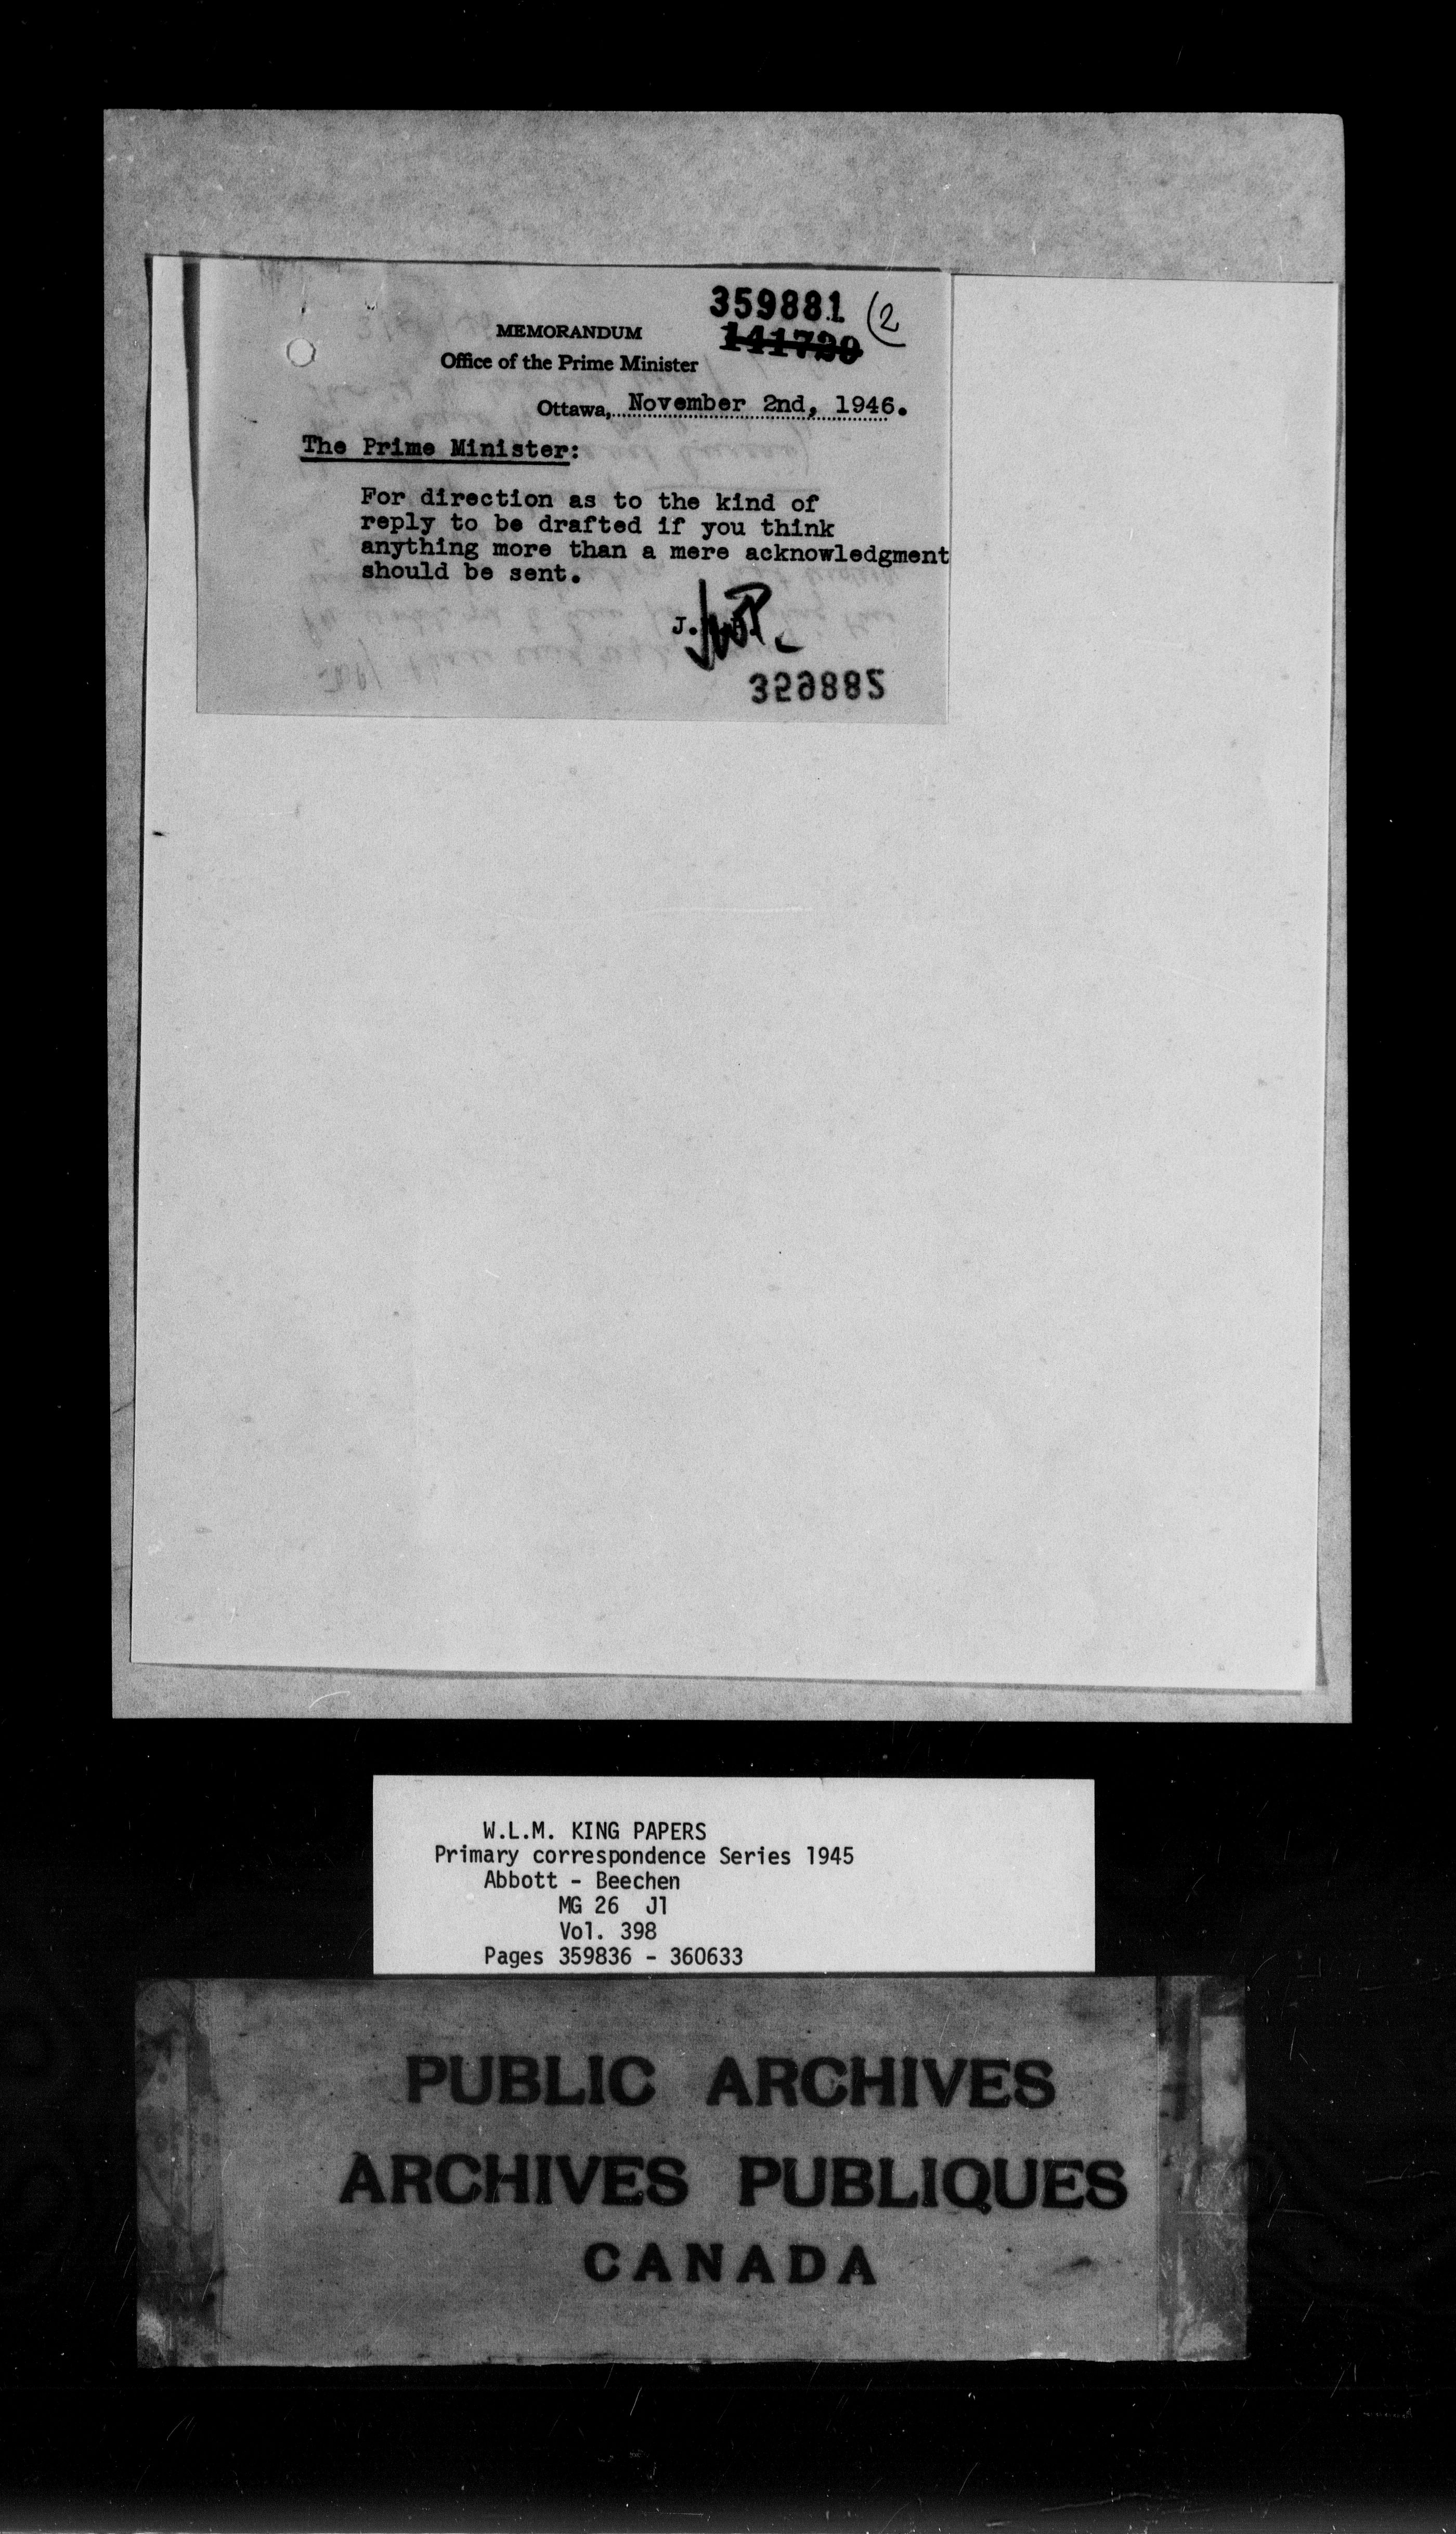 359881 (2
141720
MEMORANDUM
Office of the Prime Minister
Ottawa, November 2nd, 1946.
The Prime Minister:
For direction as to the kind of
reply to be drafted if you think
anything more than a mere acknowledgment
should be sent.
J.
359882
W.L.M. KING PAPERS
Primary correspondence Series 1945
Abbott - Beechen
MG 26 J1
Vol. 398
Pages 359836 - 360633
PUBLIC ARCHIVES
ARCHIVES PUBLIQUES
CANADA